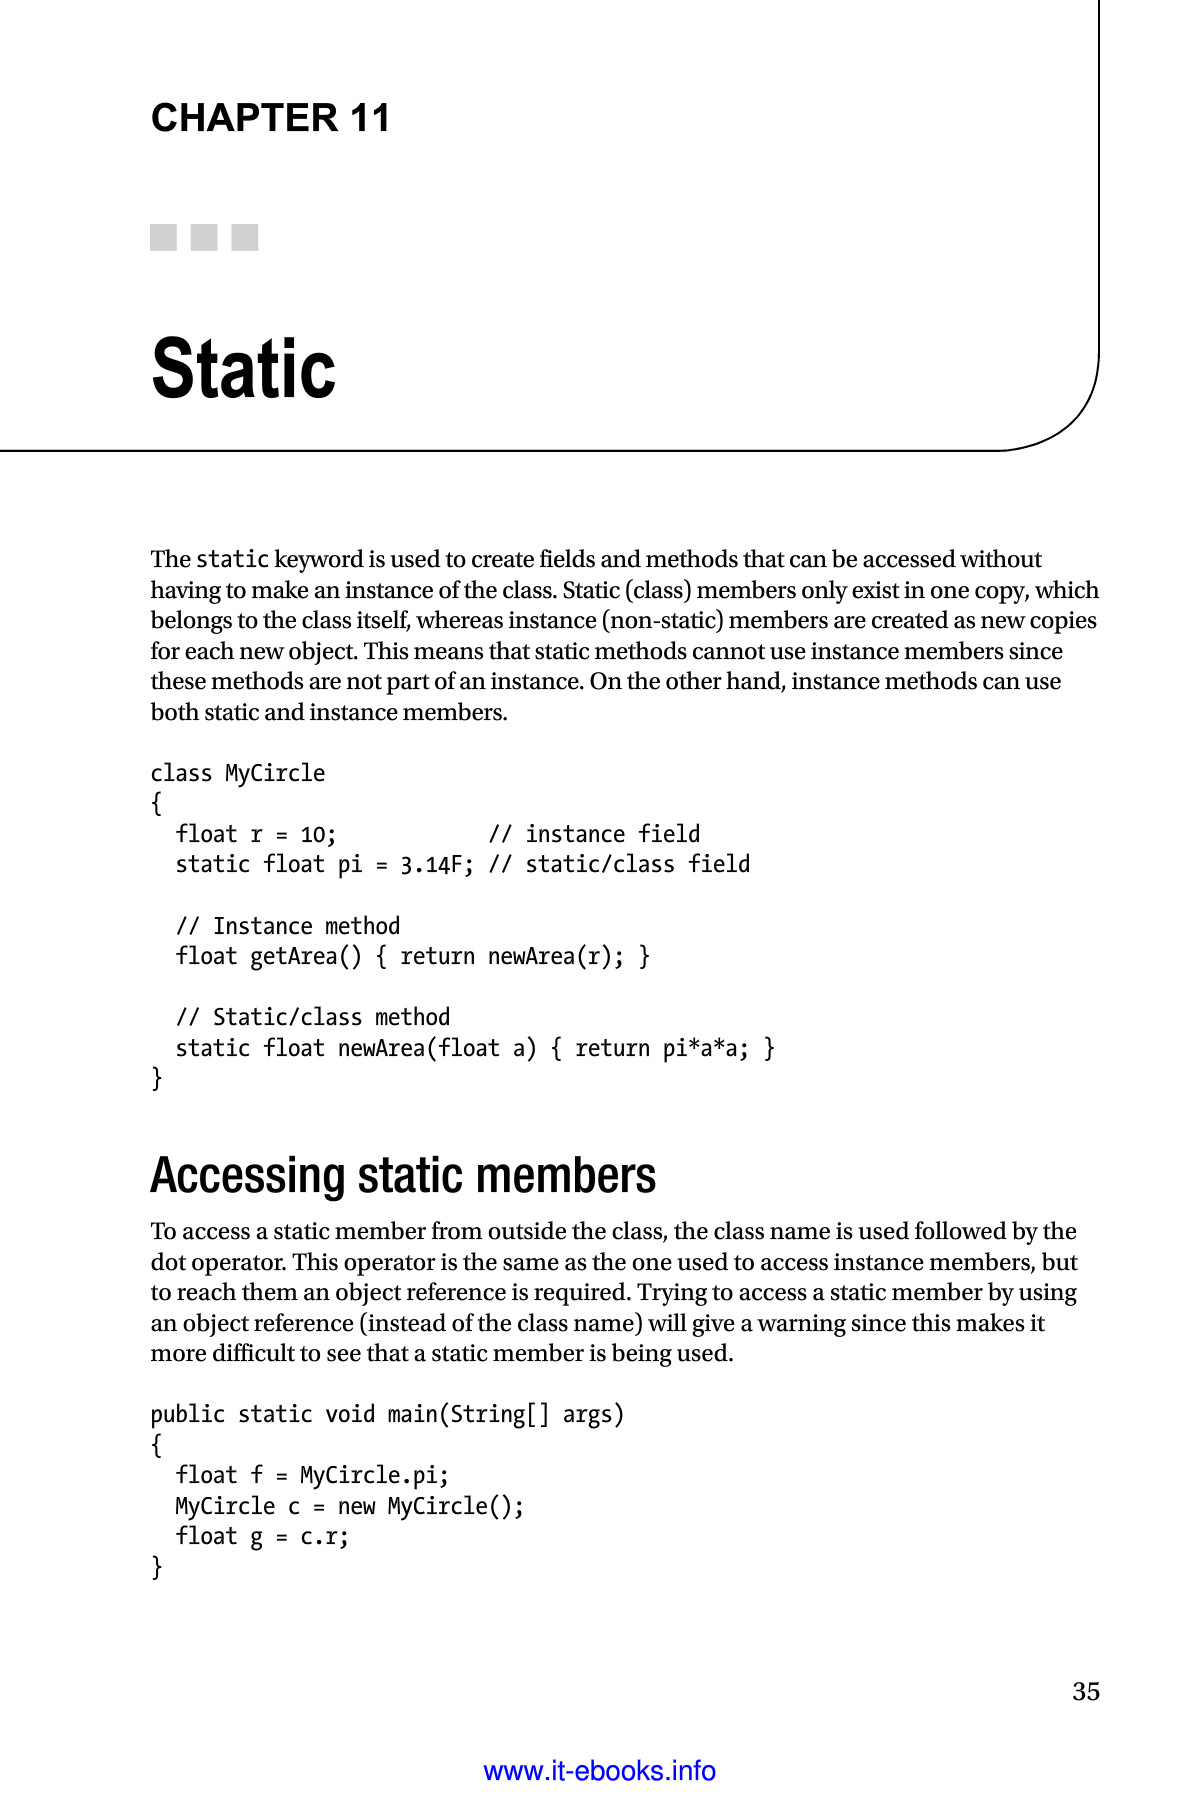 CHAPTER 11
Static
The static keyword is used to create fields and methods that can be accessed without
having to make an instance of the class. Static (class) members only exist in one copy, which
belongs to the class itself, whereas instance (non-static) members are created as new copies
for each new object. This means that static methods cannot use instance members since
these methods are not part of an instance. On the other hand, instance methods can use
both static and instance members.
class MyCircle
{
  float r = 10;            // instance field
  static float pi = 3.14F; // static/class field
  // Instance method
  float getArea() { return newArea(r); }
  // Static/class method
  static float newArea(float a) { return pi*a*a; }
}
Accessing static members
To access a static member from outside the class, the class name is used followed by the
dot operator. This operator is the same as the one used to access instance members, but
to reach them an object reference is required. Trying to access a static member by using
an object reference (instead of the class name) will give a warning since this makes it
more difficult to see that a static member is being used.
public static void main(String[] args)
{
  float f = MyCircle.pi;
  MyCircle c = new MyCircle();
  float g = c.r;
}
35
www.it-ebooks.info